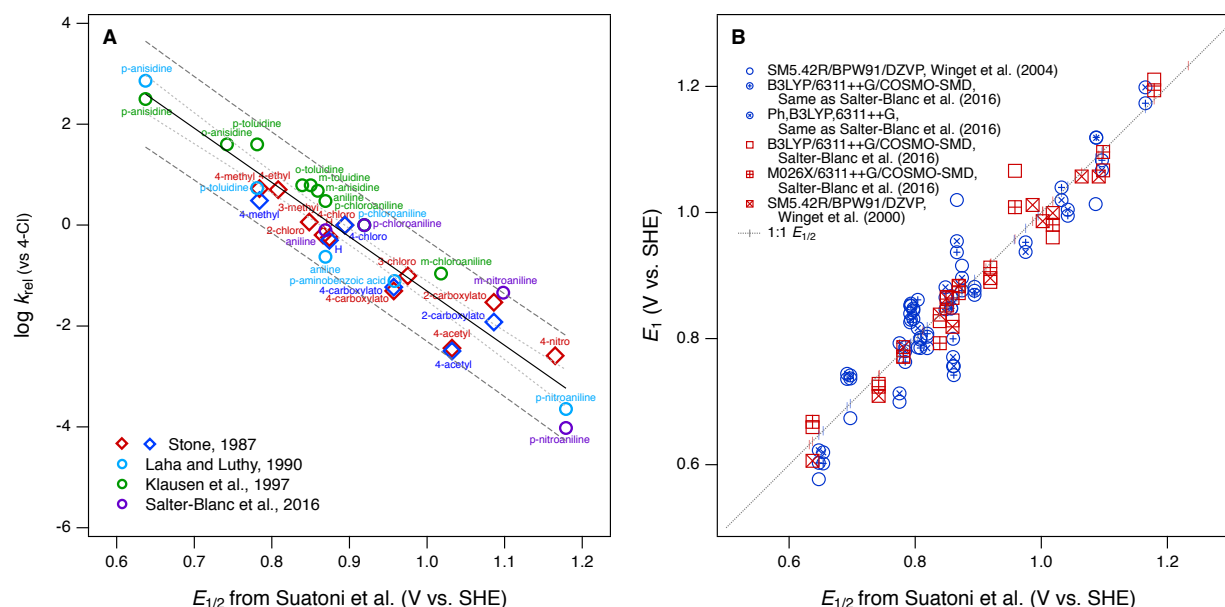 A
4
2
0
-2
-4
-6
log krel (vs 4-Cl)
p-anisidine
p-anisidine
o-anisidine
p-toluidine
4-methyl
4-ethyl
p-toluidine
4-methyl
o-toluidine
m-toluidine
m-anisidine
aniline
p-chloroaniline
3-methyl
4-chloro
p-chloroaniline
p-chloroaniline
2-chloro
4-chloro
aniline
H
aniline
3-chloro
m-chloroaniline
p-aminobenzoic acid
4-carboxylato
4-carboxylato
2-carboxylato
m-nitroaniline
2-carboxylato
4-acetyl
4-acetyl
4-nitro
p-nitroaniline
p-nitroaniline
Stone, 1987
Laha and Luthy, 1990
Klausen et al., 1997
Salter-Blanc et al., 2016
0.6 0.7 0.8 0.9 1.0 1.1 1.2
E1/2 from Suatoni et al. (V vs. SHE)
B
SM5.42R/BPW91/DZVP, Winget et al. (2004)
B3LYP/6311++G/COSMO-SMD,
Same as Salter-Blanc et al. (2016)
Ph,B3LYP,6311++G,
Same as Salter-Blanc et al. (2016)
B3LYP/6311++G/COSMO-SMD,
Salter-Blanc et al. (2016)
M026X/6311++G/COSMO-SMD,
Salter-Blanc et al. (2016)
SM5.42R/BPW91/DZVP,
Winget et al. (2000)
1:1 E1/2
1.2
1.0
0.8
0.6
E1 (V vs. SHE)
0.6 0.8 1.0 1.2
E1/2 from Suatoni et al. (V vs. SHE)